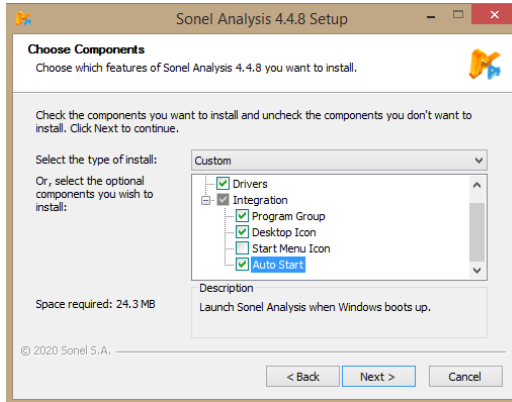 Sonel Analysis 4.4.8 Setup
Choose Components
Choose which features of Sonel Analysis 4.4.8 you want to install.
Check the components you want to install and uncheck the components you don't want to
install. Click Next to continue.
Select the type of install:
Custom
Or, select the optional
components you wish to
install:
Drivers
Integration
Program Group
Desktop Icon
Start Menu Icon
Auto Start
Space required: 24.3 MB
Description
Launch Sonel Analysis when Windows boots up.
© 2020 Sonel S.A.
< Back
Next >
Cancel